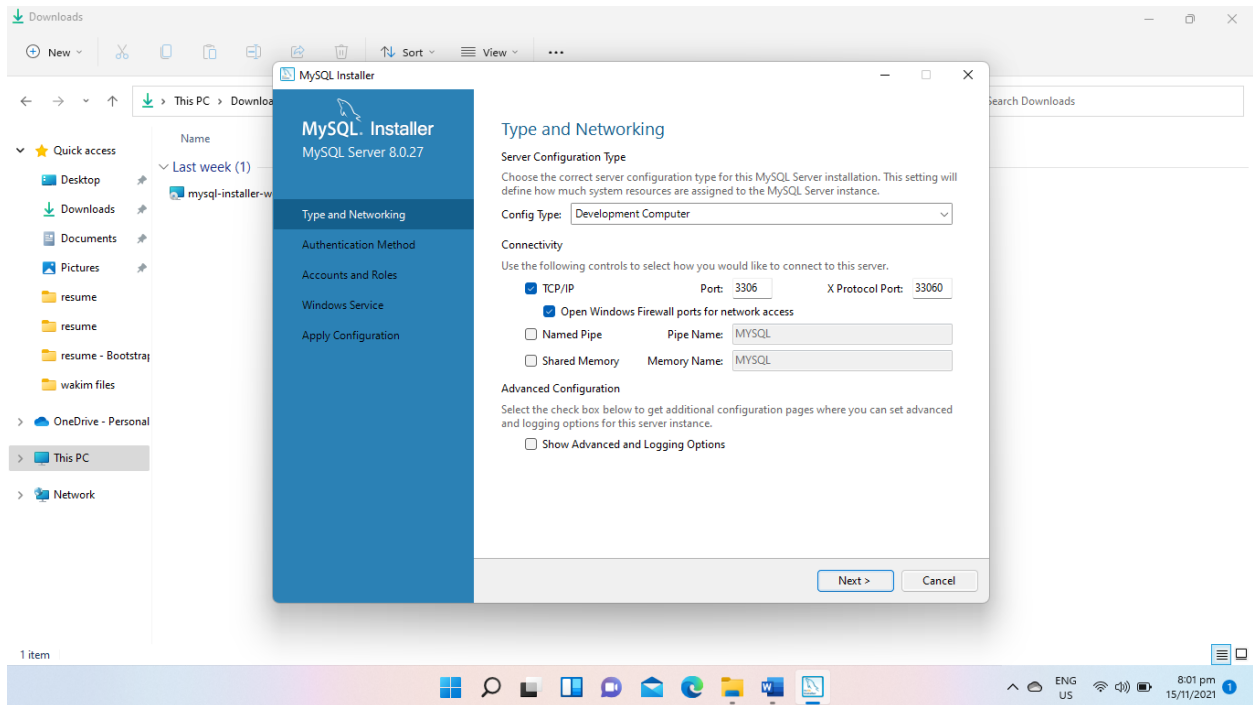 Downloads
New
Sort
View
MySQL Installer
This PC > Downloa
Search Downloads
MySQL. Installer
MySQL Server 8.0.27
Type and Networking
Authentication Method
Accounts and Roles
Windows Service
Apply Configuration
Type and Networking
Server Configuration Type
Choose the correct server configuration type for this MySQL Server installation. This setting will
define how much system resources are assigned to the MySQL Server instance.
Config Type: Development Computer
Connectivity
Use the following controls to select how you would like to connect to this server.
TCP/IP Port: 3306 X Protocol Port: 33060
Open Windows Firewall ports for network access
Named Pipe Pipe Name: MYSQL
Shared Memory Memory Name: MYSQL
Advanced Configuration
Select the check box below to get additional configuration pages where you can set advanced
and logging options for this server instance.
Show Advanced and Logging Options
Next > Cancel
Quick access
Desktop
Downloads
Documents
Pictures
resume
resume
resume - Bootstrap
wakim files
OneDrive - Personal
This PC
Network
Name
Last week (1)
mysql-installer-w
1 item
ENG
US
8:01 pm
15/11/2021
1